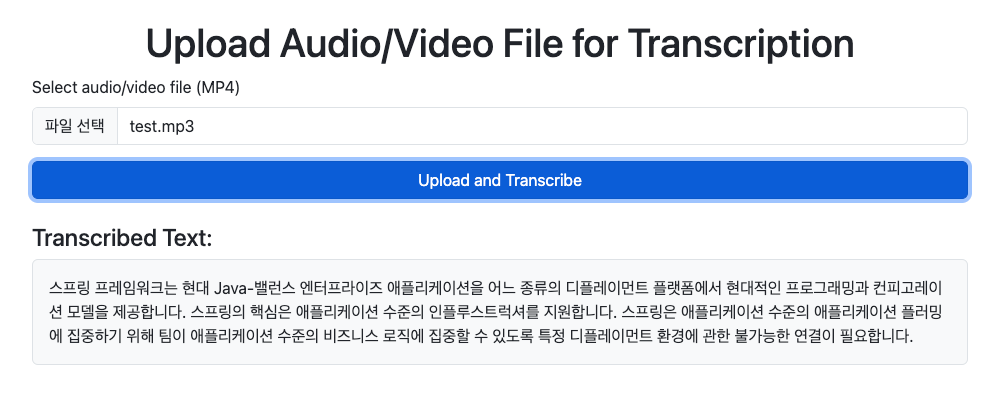 Upload Audio/Video File for Transcription
Select audio/video file (MP4)
파일 선택 test.mp3
Upload and Transcribe
Transcribed Text:
스프링 프레임워크는 현대 Java-밸런스 엔터프라이즈 애플리케이션을 어느 종류의 디플레이먼트 플랫폼에서 현대적인 프로그래밍과 컨피고레이
션 모델을 제공합니다. 스프링의 핵심은 애플리케이션 수준의 인플루스트럭셔를 지원합니다. 스프링은 애플리케이션 수준의 애플리케이션 플러밍
에 집중하기 위해 팀이 애플리케이션 수준의 비즈니스 로직에 집중할 수 있도록 특정 디플레이먼트 환경에 관한 불가능한 연결이 필요합니다.